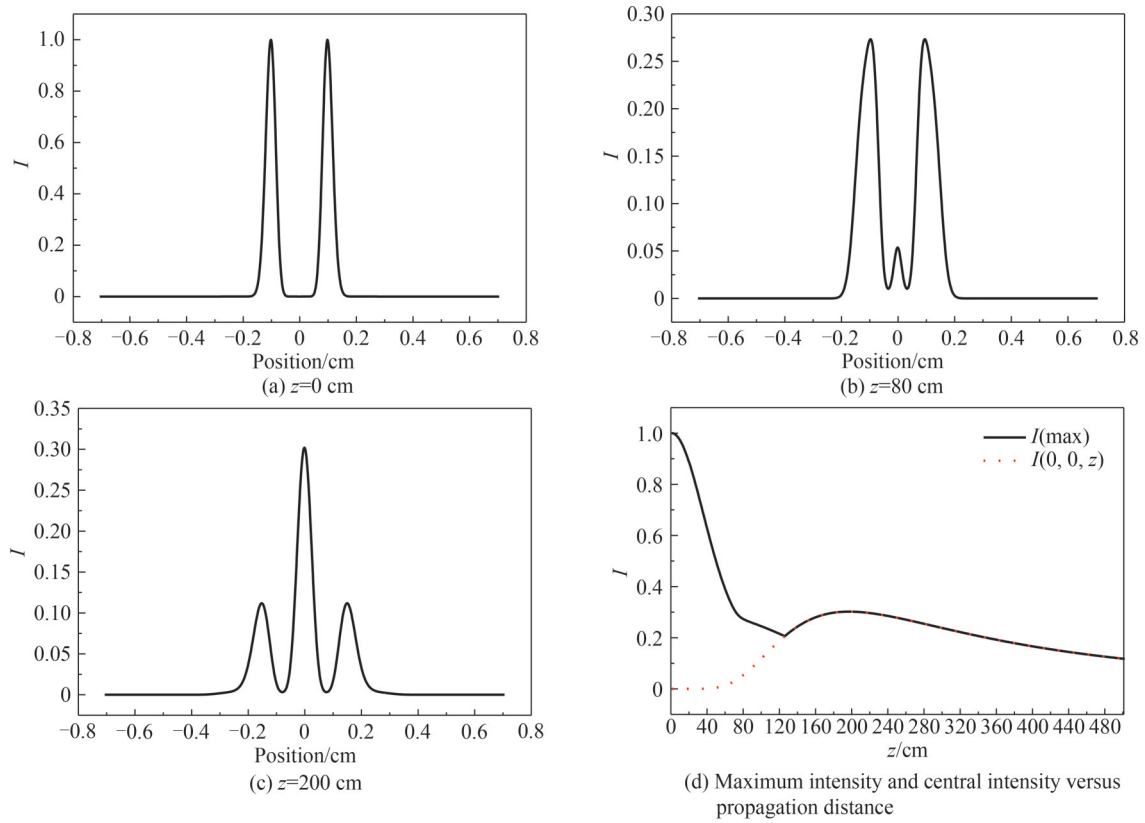 1.0
0.8
0.6
0.4
0.2
0
I
−0.8 −0.6 −0.4 −0.2 0 0.2 0.4 0.6 0.8
Position/cm
(a) z=0 cm
0.30
0.25
0.20
0.15
0.10
0.05
0
I
−0.8 −0.6 −0.4 −0.2 0 0.2 0.4 0.6 0.8
Position/cm
(b) z=80 cm
0.35
0.30
0.25
0.20
0.15
0.10
0.05
0
I
−0.8 −0.6 −0.4 −0.2 0 0.2 0.4 0.6 0.8
Position/cm
(c) z=200 cm
1.0
0.8
0.6
0.4
0.2
0
I
I(max)
I(0, 0, z)
0 40 80 120 160 200 240 280 320 360 400 440 480
z/cm
(d) Maximum intensity and central intensity versus
propagation distance